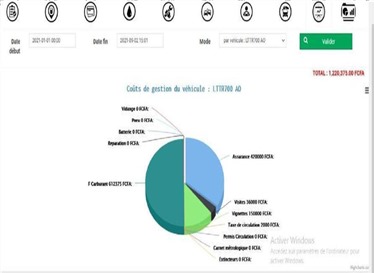 Date début
2021-01-01 00:00
Date fin
2021-09-02 15:01
Mode
par vehicule : LTTR700 AO
Valider
TOTAL : 1,220,375.00 FCFA
Coûts de gestion du véhicule : LTTR700 AO
Vidange 0 FCFA:
Pneu 0 FCFA:
Batterie 0 FCFA:
Reparation 0 FCFA:
Assurance 420000 FCFA:
F Carburant 612375 FCFA:
Visites 36000 FCFA:
Vignettes 150000 FCFA:
Taxe de circulation 2000 FCFA:
Permis Circulation 0 FCFA:
Carnet métrologique 0 FCFA:
Extincteurs 0 FCFA:
Activer Windows
Accédez aux paramètres de l'ordinateur pour
activer Windows.
Highcharts.com